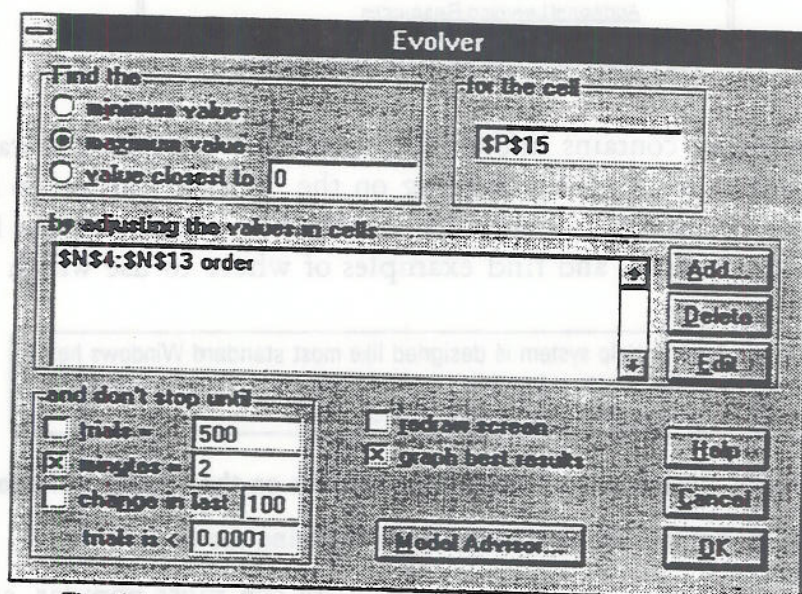 Evolver
Find the
minimum value
maximum value
value closest to 0
for the cell
$P$15
by adjusting the values in cells
$N$4:$N$13 order
Add...
Delete
Edit
and don't stop until
trials = 500
minutes = 2
change in last 100
trials is < 0.0001
redraw screen
graph best results
Model Advisor...
Help
Cancel
OK